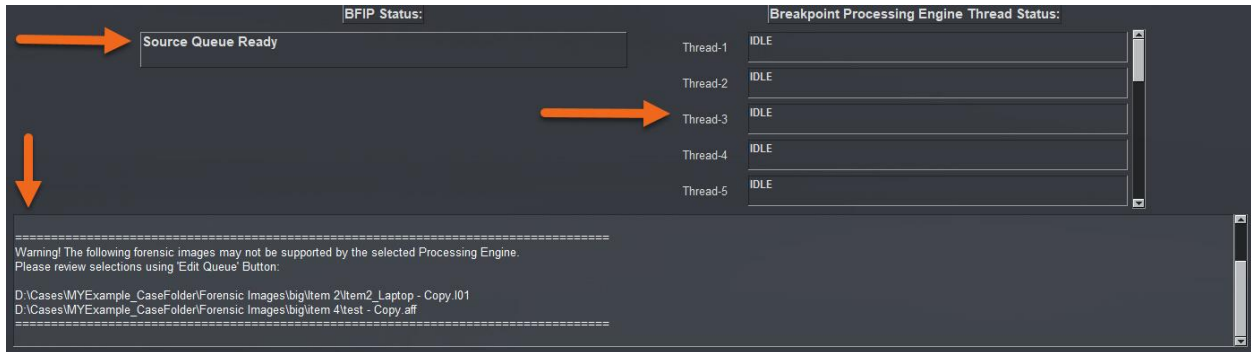 BFIP Status:
Source Queue Ready
Breakpoint Processing Engine Thread Status:
Thread-1 IDLE
Thread-2 IDLE
Thread-3 IDLE
Thread-4 IDLE
Thread-5 IDLE
==================================================================================
Warning! The following forensic images may not be supported by the selected Processing Engine.
Please review selections using 'Edit Queue' Button:
D:\Cases\MYExample_CaseFolder\Forensic Images\big\Item 2\Item2_Laptop - Copy.l01
D:\Cases\MYExample_CaseFolder\Forensic Images\big\item 4\test - Copy.aff
==================================================================================